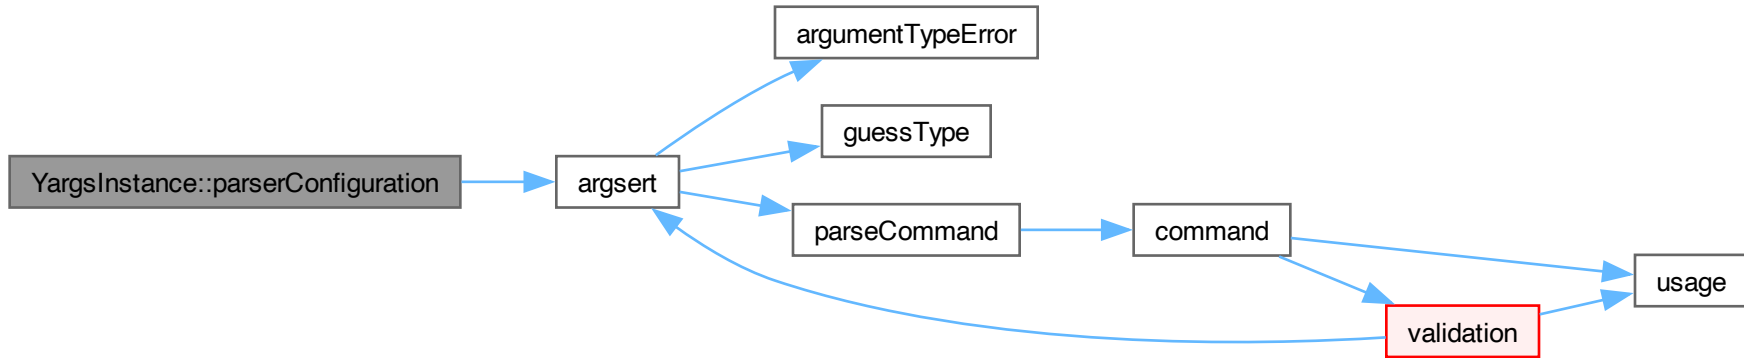 YargsInstance::parserConfiguration
argsert
argumentTypeError
guessType
parseCommand
command
usage
validation